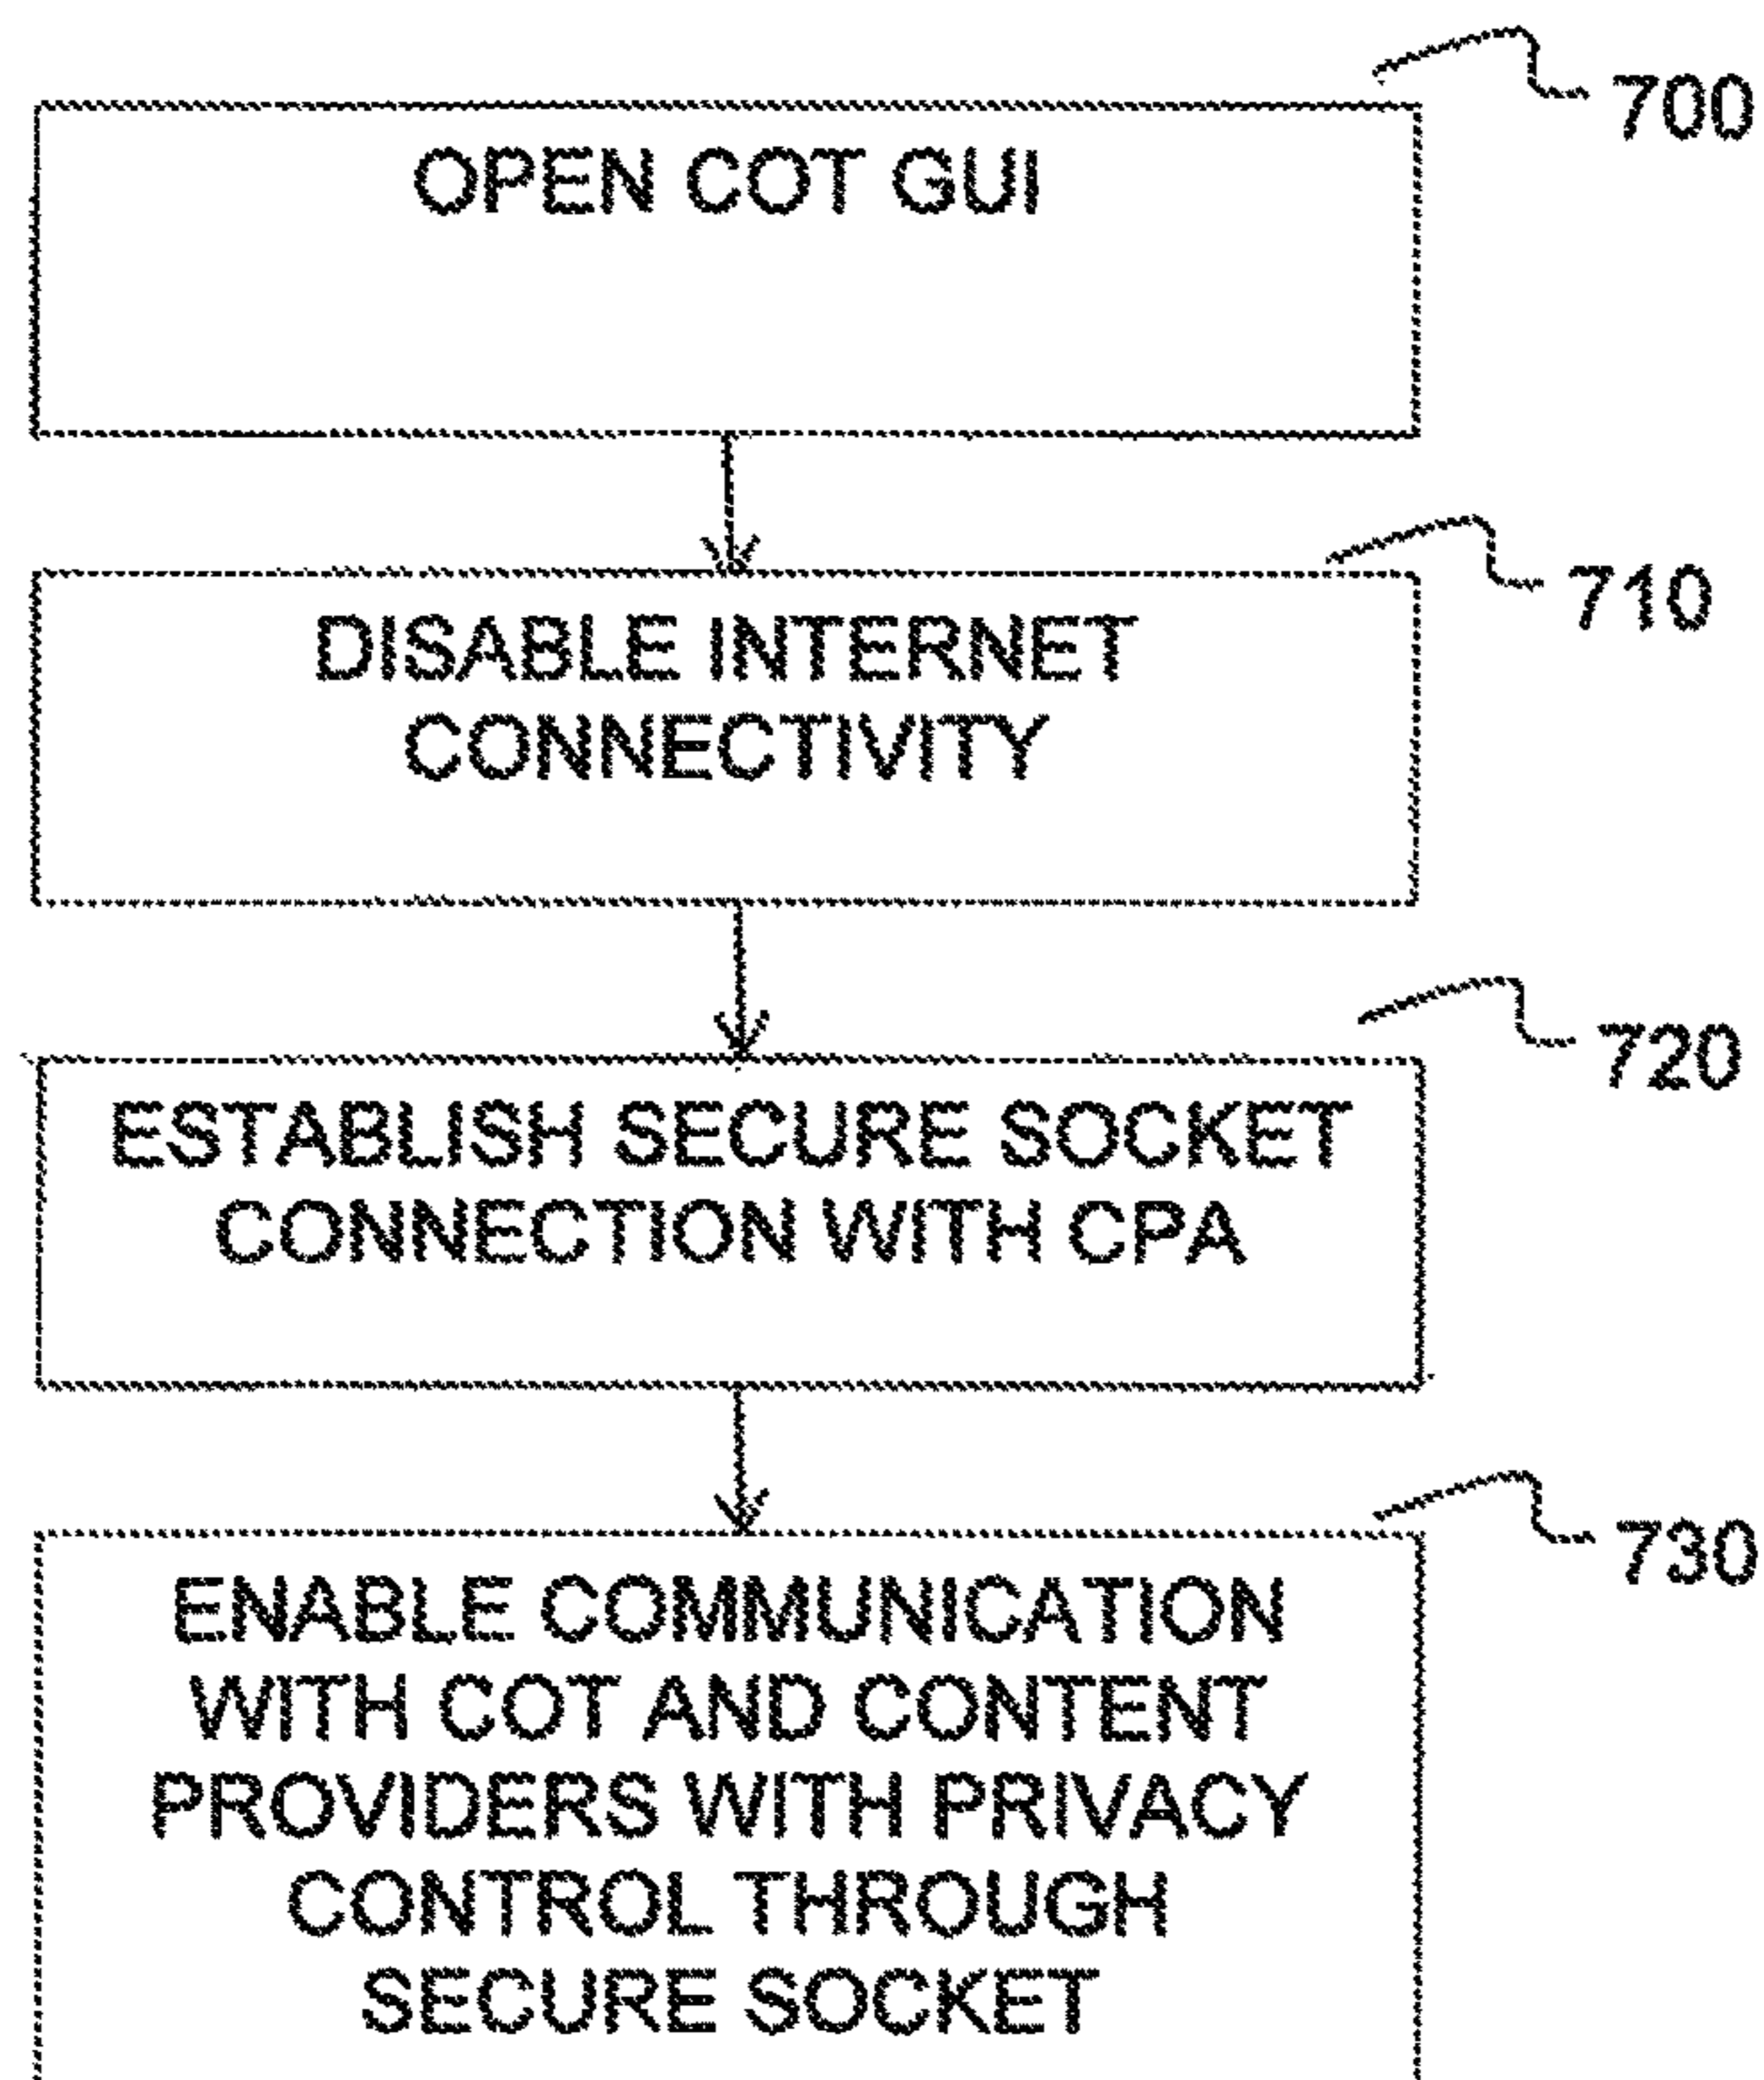 700
OPEN COT GUI
710
DISABLE INTERNET
CONNECTIVITY
720
ESTABLISH SECURE SOCKET
CONNECTION WITH CPA
730
ENABLE COMMUNICATION
WITH COT AND CONTENT
PROVIDERS WITH PRIVACY
CONTROL THROUGH
SECURE SOCKET